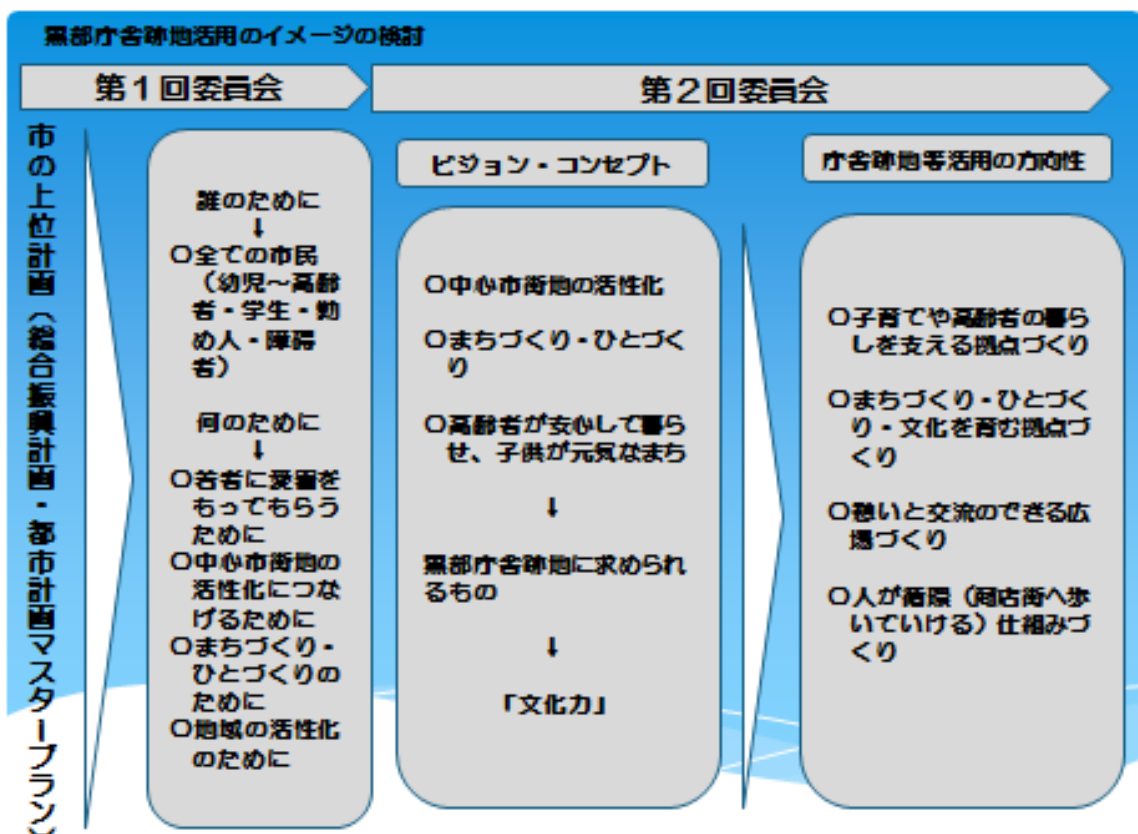 黒部庁舎跡地活用のイメージの検討
第1回委員会
第2回委員会
市の上位計画（総合振興計画・都市計画マスタープラン）
誰のために
↓
○全ての市民
（幼児～高齢
者・学生・勤
め人・障碍
者）
何のために
↓
○若者に愛着を
もってもらう
ために
○中心市街地の
活性化につな
げるために
○まちづくり・
ひとづくりの
ために
○地域の活性化
のために
ビジョン・コンセプト
○中心市街地の活性化
○まちづくり・ひとづく
り
○高齢者が安心して暮ら
せ、子供が元気なまち
↓
黒部庁舎跡地に求められ
るもの
↓
「文化力」
庁舎跡地等活用の方向性
○子育てや高齢者の暮ら
しを支える拠点づくり
○まちづくり・ひとづく
り・文化を育む拠点づ
くり
○憩いと交流のできる広
場づくり
○人が循環（商店街へ歩
いていける）仕組みづ
くり